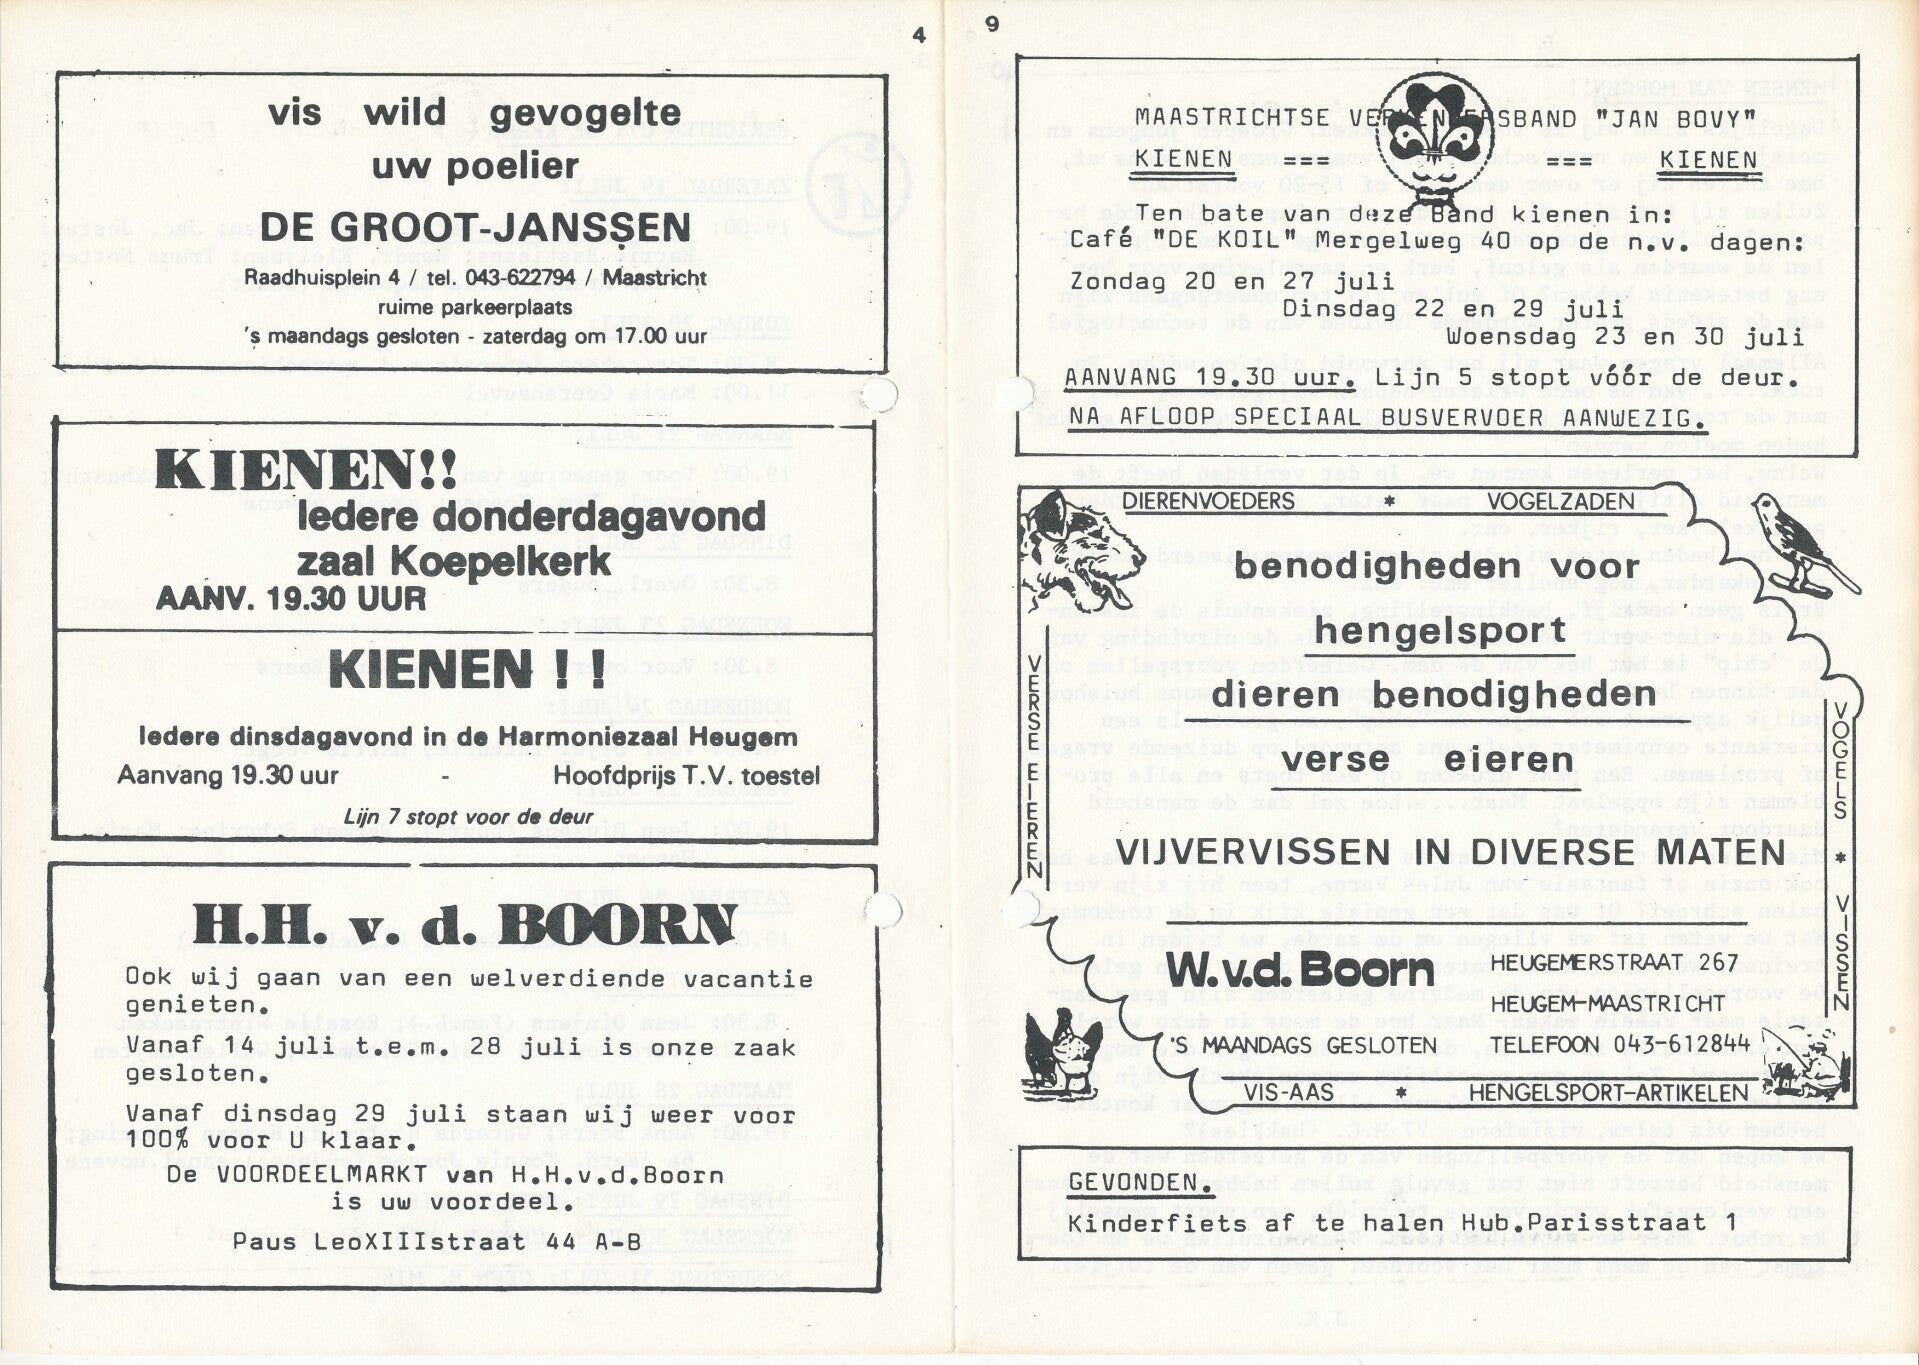 4
vis wild gevogelte
uw poelier
DE GROOT-JANSSEN
Raadhuisplein 4 / tel. 043-622794 / Maastricht
ruime parkeerplaats
's maandags gesloten - zaterdag om 17.00 uur
KIENEN!!
Iedere donderdagavond
zaal Koepelkerk
AANV. 19.30 UUR
KIENEN !!
Iedere dinsdagavond in de Harmoniezaal Heugem
Aanvang 19.30 uur - Hoofdprijs T.V. toestel
Lijn 7 stopt voor de deur
H.H. v. d. BOORN
Ook wij gaan van een welverdiende vacantie
genieten.
Vanaf 14 juli t.e.m. 28 juli is onze zaak
gesloten.
Vanaf dinsdag 29 juli staan wij weer voor
100% voor U klaar.
De VOORDEELMARKT van H.H.v.d.Boorn
is uw voordeel.
Paus LeoXIIIstraat 44 A-B
9
MAASTRICHTSE VERKENNERSBAND "JAN BOVY"
KIENEN === === KIENEN
Ten bate van deze Band kienen in:
Café "DE KOIL" Mergelweg 40 op de n.v. dagen:
Zondag 20 en 27 juli
Dinsdag 22 en 29 juli
Woensdag 23 en 30 juli
AANVANG 19.30 uur. Lijn 5 stopt vóór de deur.
NA AFLOOP SPECIAAL BUSVERVOER AANWEZIG.
DIERENVOEDERS * VOGELZADEN
benodigheden voor
hengelsport
dieren benodigheden
verse eieren
VERSE EIEREN
VOGELS * VISSEN
VIJVERVISSEN IN DIVERSE MATEN
W.v.d. Boorn
HEUGEMERSTRAAT 267
HEUGEM-MAASTRICHT
'S MAANDAGS GESLOTEN TELEFOON 043-612844
VIS-AAS * HENGELSPORT-ARTIKELEN
GEVONDEN.
Kinderfiets af te halen Hub.Parisstraat 1